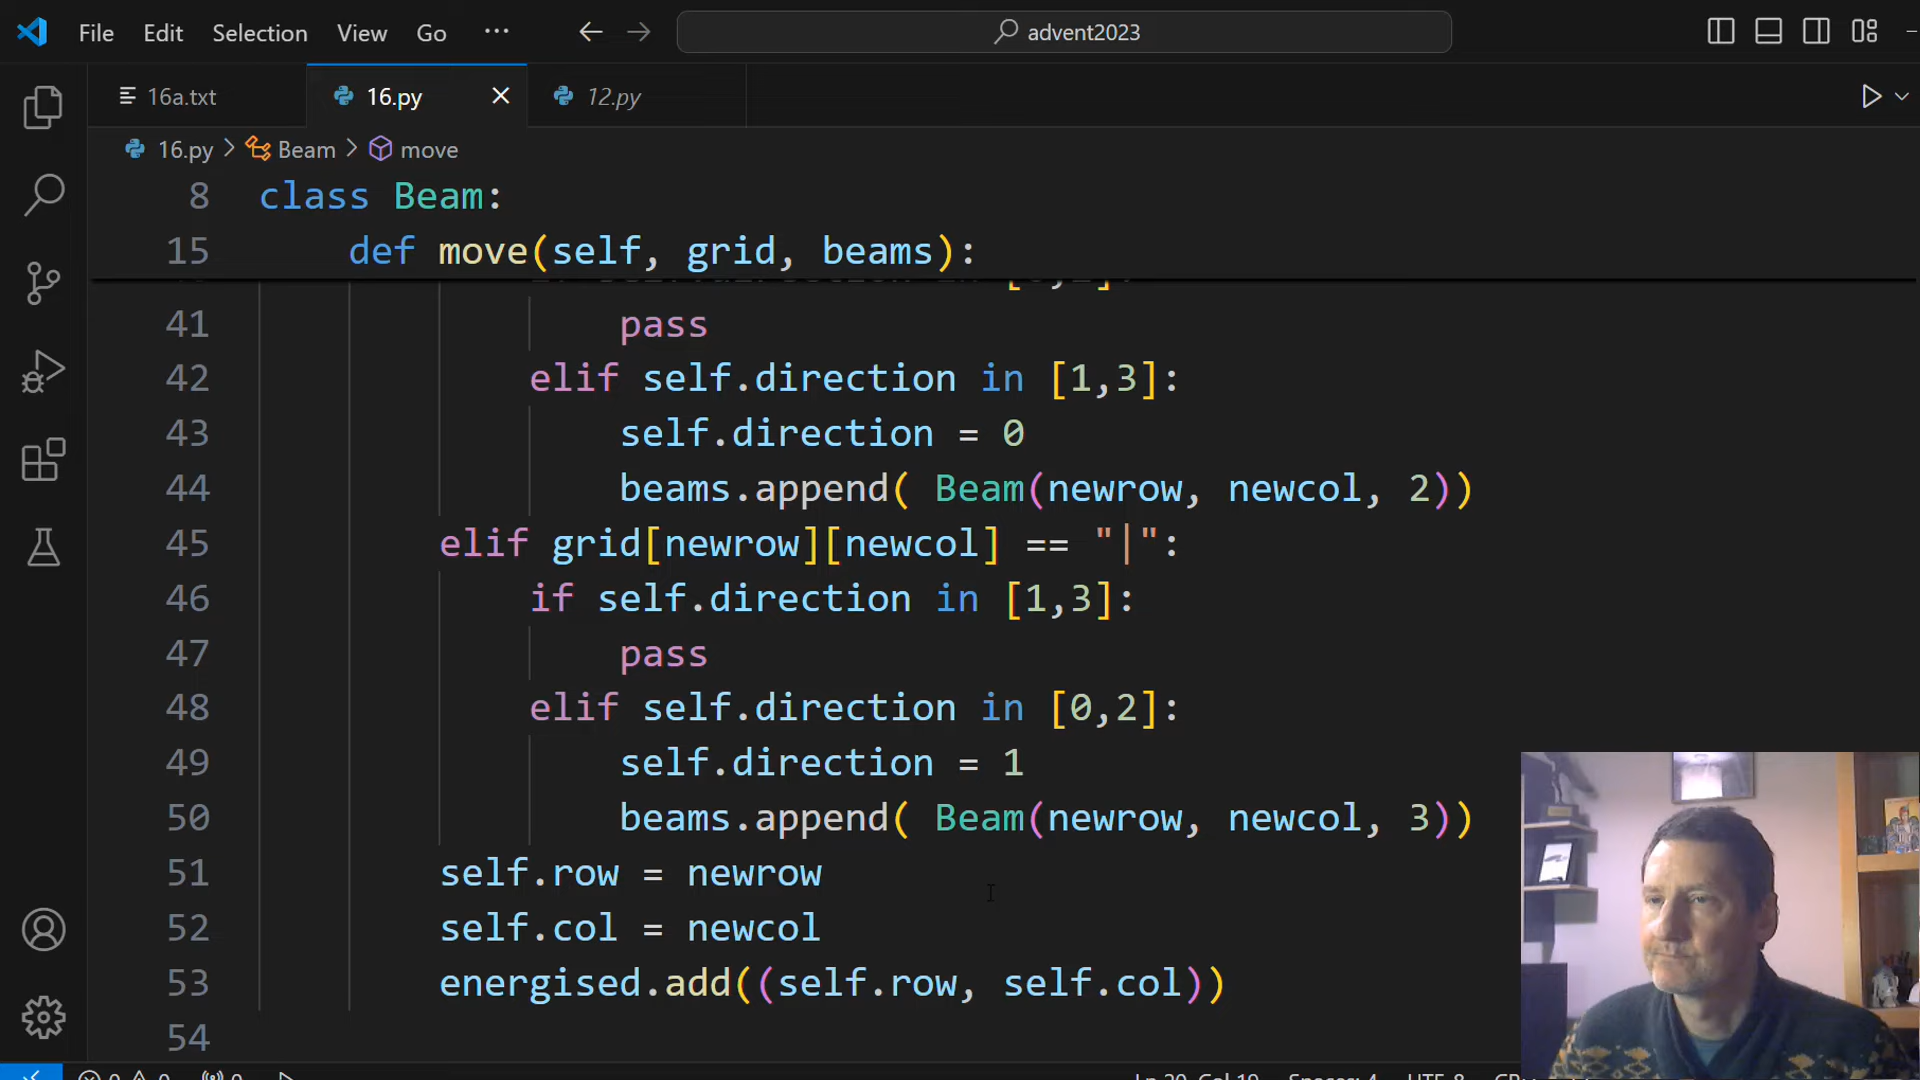 File Edit Selection View Go ··· advent2023
16a.txt 16.py 12.py
16.py > Beam > move
8 class Beam:
15 def move(self, grid, beams):
41 pass
42 elif self.direction in [1,3]:
43 self.direction = 0
44 beams.append( Beam(newrow, newcol, 2))
45 elif grid[newrow][newcol] == "|":
46 if self.direction in [1,3]:
47 pass
48 elif self.direction in [0,2]:
49 self.direction = 1
50 beams.append( Beam(newrow, newcol, 3))
51 self.row = newrow
52 self.col = newcol
53 energised.add((self.row, self.col))
54